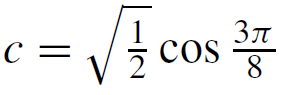 c = √(1/2) cos 3π/8